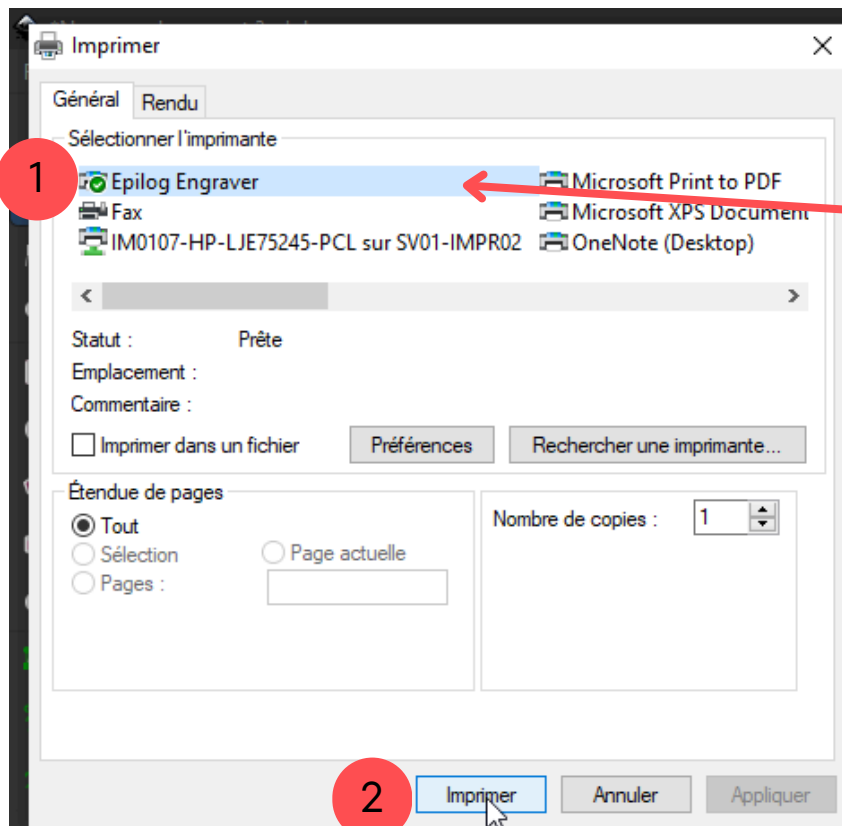 Imprimer
Général Rendu
Sélectionner l'imprimante
1
Epilog Engraver Microsoft Print to PDF
Fax Microsoft XPS Document
IM0107-HP-LJE75245-PCL sur SV01-IMPR02 OneNote (Desktop)
Statut : Prête
Emplacement :
Commentaire :
Imprimer dans un fichier Préférences Rechercher une imprimante...
Étendue de pages
Tout Nombre de copies : 1
Sélection Page actuelle
Pages :
2 Imprimer Annuler Appliquer